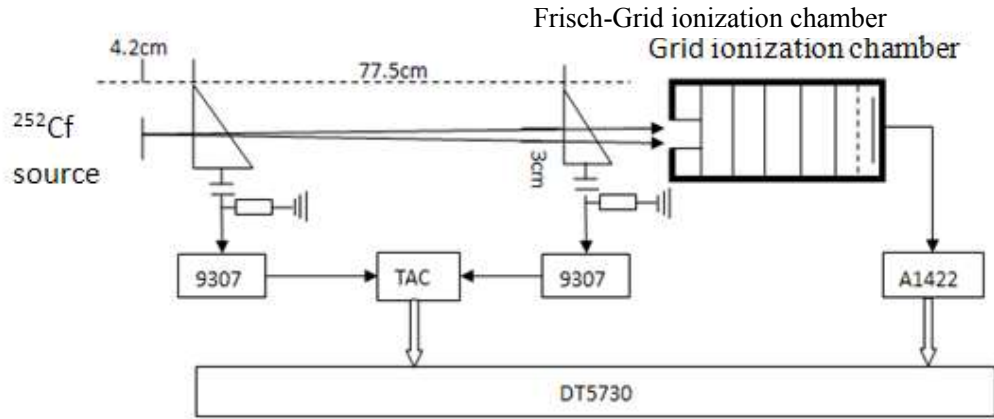 Frisch-Grid ionization chamber
Grid ionization chamber
4.2cm
77.5cm
252Cf
source
3cm
9307
TAC
9307
A1422
DT5730